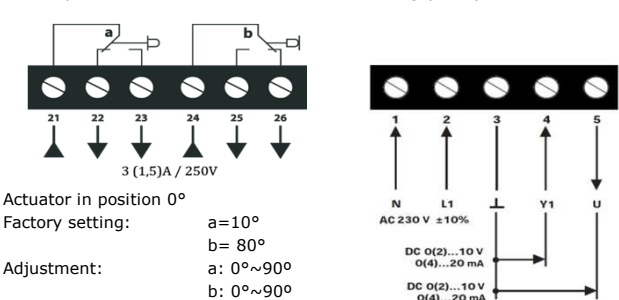 a b
21 22 23 24 25 26
3 (1,5)A / 250V
Actuator in position 0°
Factory setting: a=10°
b= 80°
Adjustment: a: 0°~90º
b: 0°~90º
1 2 3 4 5
N L1 ⊥ Y1 U
AC 230 V ±10%
DC 0(2)...10 V
0(4)...20 mA
DC 0(2)...10 V
0(4)...20 mA